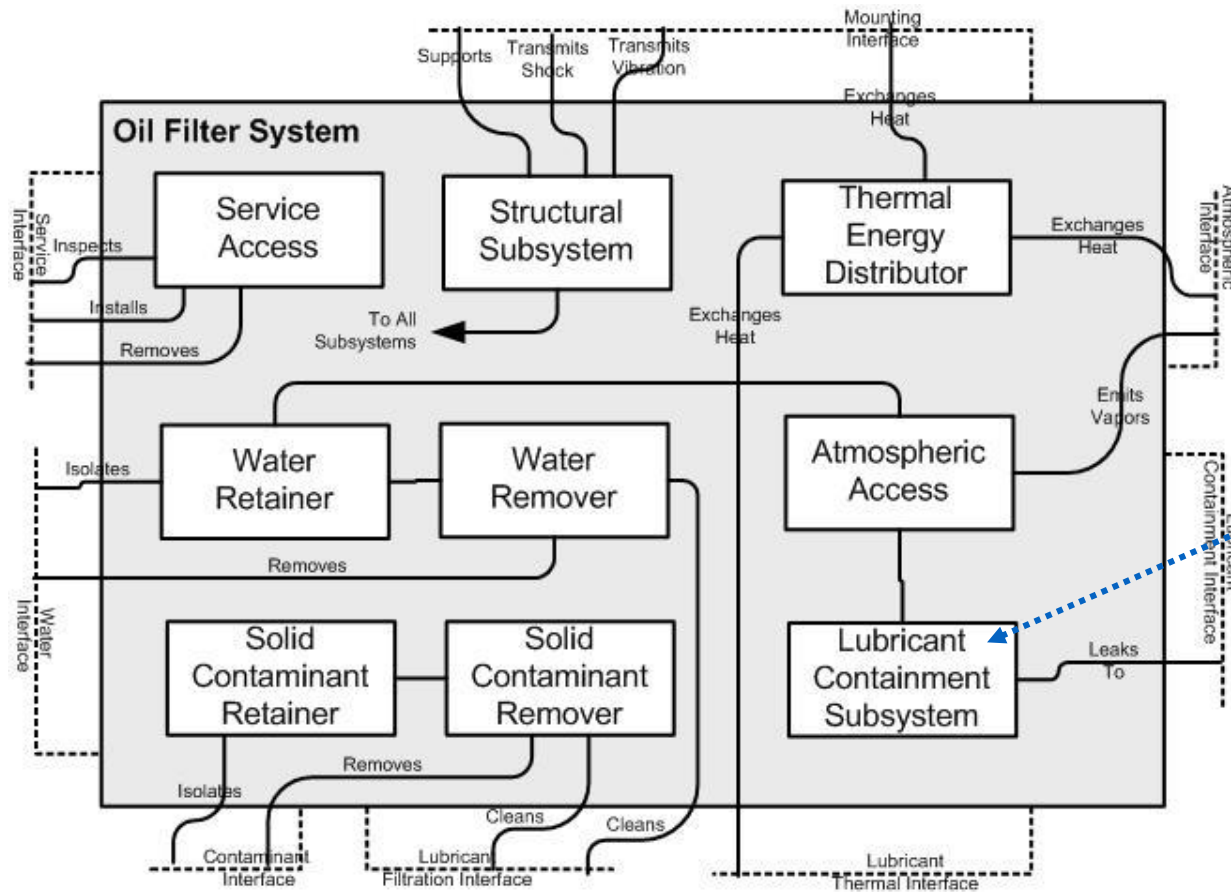 Mounting
Interface
Supports
Transmits
Shock
Transmits
Vibration
Exchanges
Heat
Oil Filter System
Service
Interface
Inspects
Installs
Removes
Service
Access
Structural
Subsystem
Thermal
Energy
Distributor
Exchanges
Heat
Atmospheric
Interface
To All
Subsystems
Exchanges
Heat
Emits
Vapors
Isolates
Water
Retainer
Water
Remover
Atmospheric
Access
Removes
Containment Interface
Water
Interface
Solid
Contaminant
Retainer
Solid
Contaminant
Remover
Lubricant
Containment
Subsystem
Leaks
To
Isolates
Removes
Cleans
Cleans
Contaminant
Interface
Lubricant
Filtration Interface
Lubricant
Thermal Interface